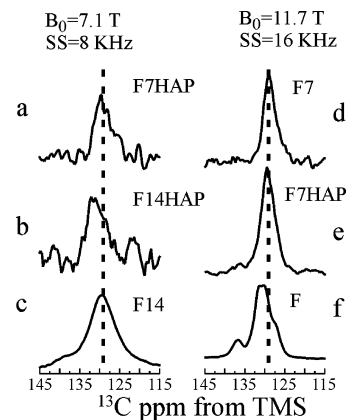 B₀=7.1 T
SS=8 KHz
B₀=11.7 T
SS=16 KHz
a
F7HAP
F7
d
b
F14HAP
F7HAP
e
c
F14
F
f
145 135 125 115
145 135 125 115
¹³C ppm from TMS